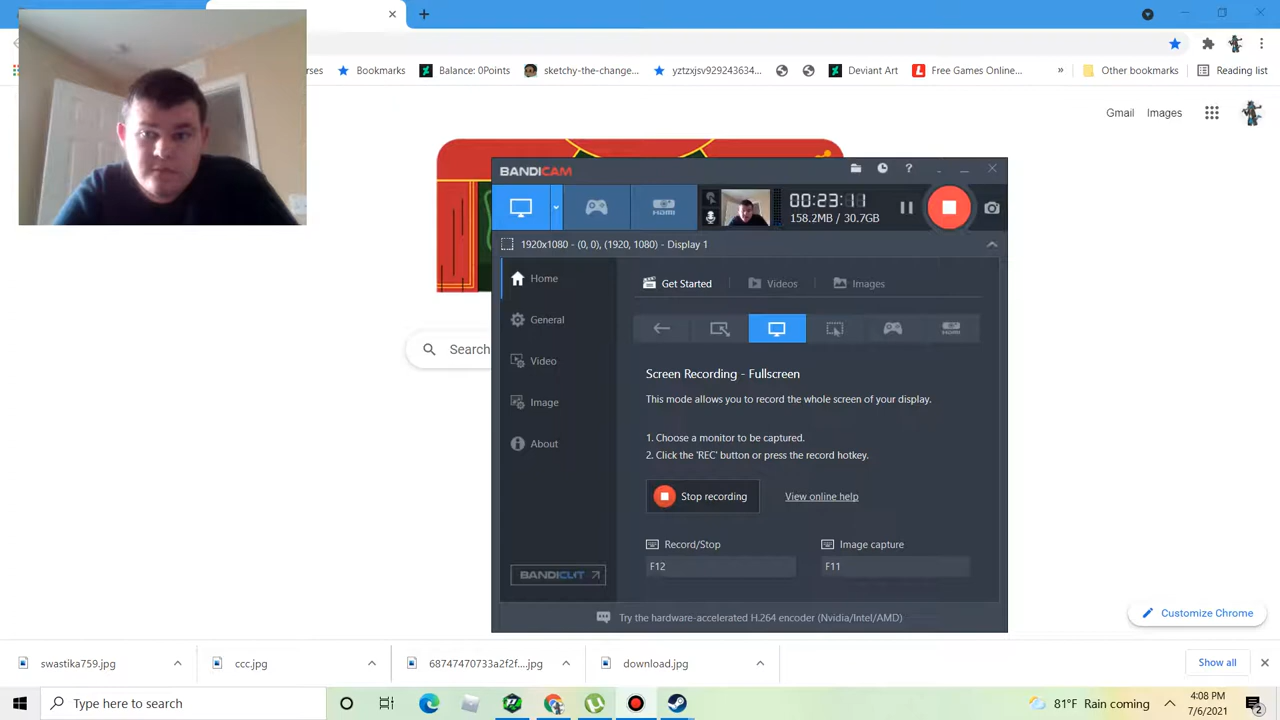 rses
Bookmarks
Balance: 0Points
sketchy-the-change...
yztzxjsv929243634...
Deviant Art
Free Games Online...
»
Other bookmarks
Reading list
Gmail
Images
BANDICAM
?
HDMI
00:23:11
158.2MB / 30.7GB
1920x1080 - (0, 0), (1920, 1080) - Display 1
Home
Get Started
Videos
Images
General
HDMI
Search
Video
Screen Recording - Fullscreen
This mode allows you to record the whole screen of your display.
Image
1. Choose a monitor to be captured.
About
2. Click the 'REC' button or press the record hotkey.
Stop recording
View online help
Record/Stop
Image capture
F12
F11
BANDICUT
Try the hardware-accelerated H.264 encoder (Nvidia/Intel/AMD)
Customize Chrome
swastika759.jpg
ccc.jpg
68747470733a2f2f....jpg
download.jpg
Show all
Type here to search
81°F Rain coming
4:08 PM
7/6/2021
2